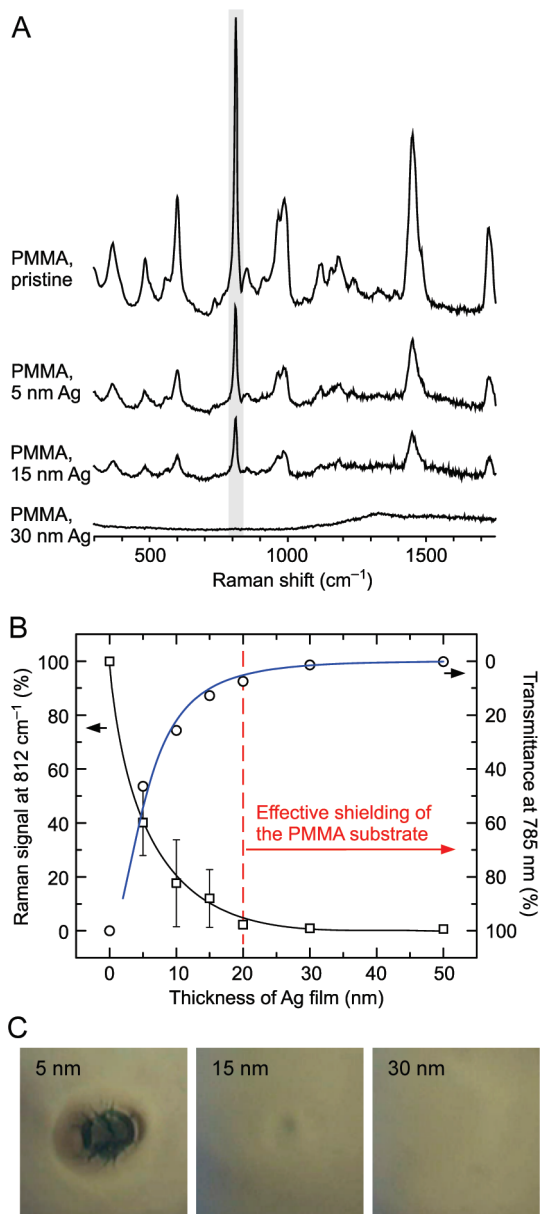 A
PMMA,
pristine
PMMA,
5 nm Ag
PMMA,
15 nm Ag
PMMA,
30 nm Ag
500 1000 1500
Raman shift (cm⁻¹)
B
100 0
80 20
60 40
40 60
20 80
0 100
Raman signal at 812 cm⁻¹ (%)
Transmittance at 785 nm (%)
Effective shielding of
the PMMA substrate
0 10 20 30 40 50
Thickness of Ag film (nm)
C
5 nm 15 nm 30 nm